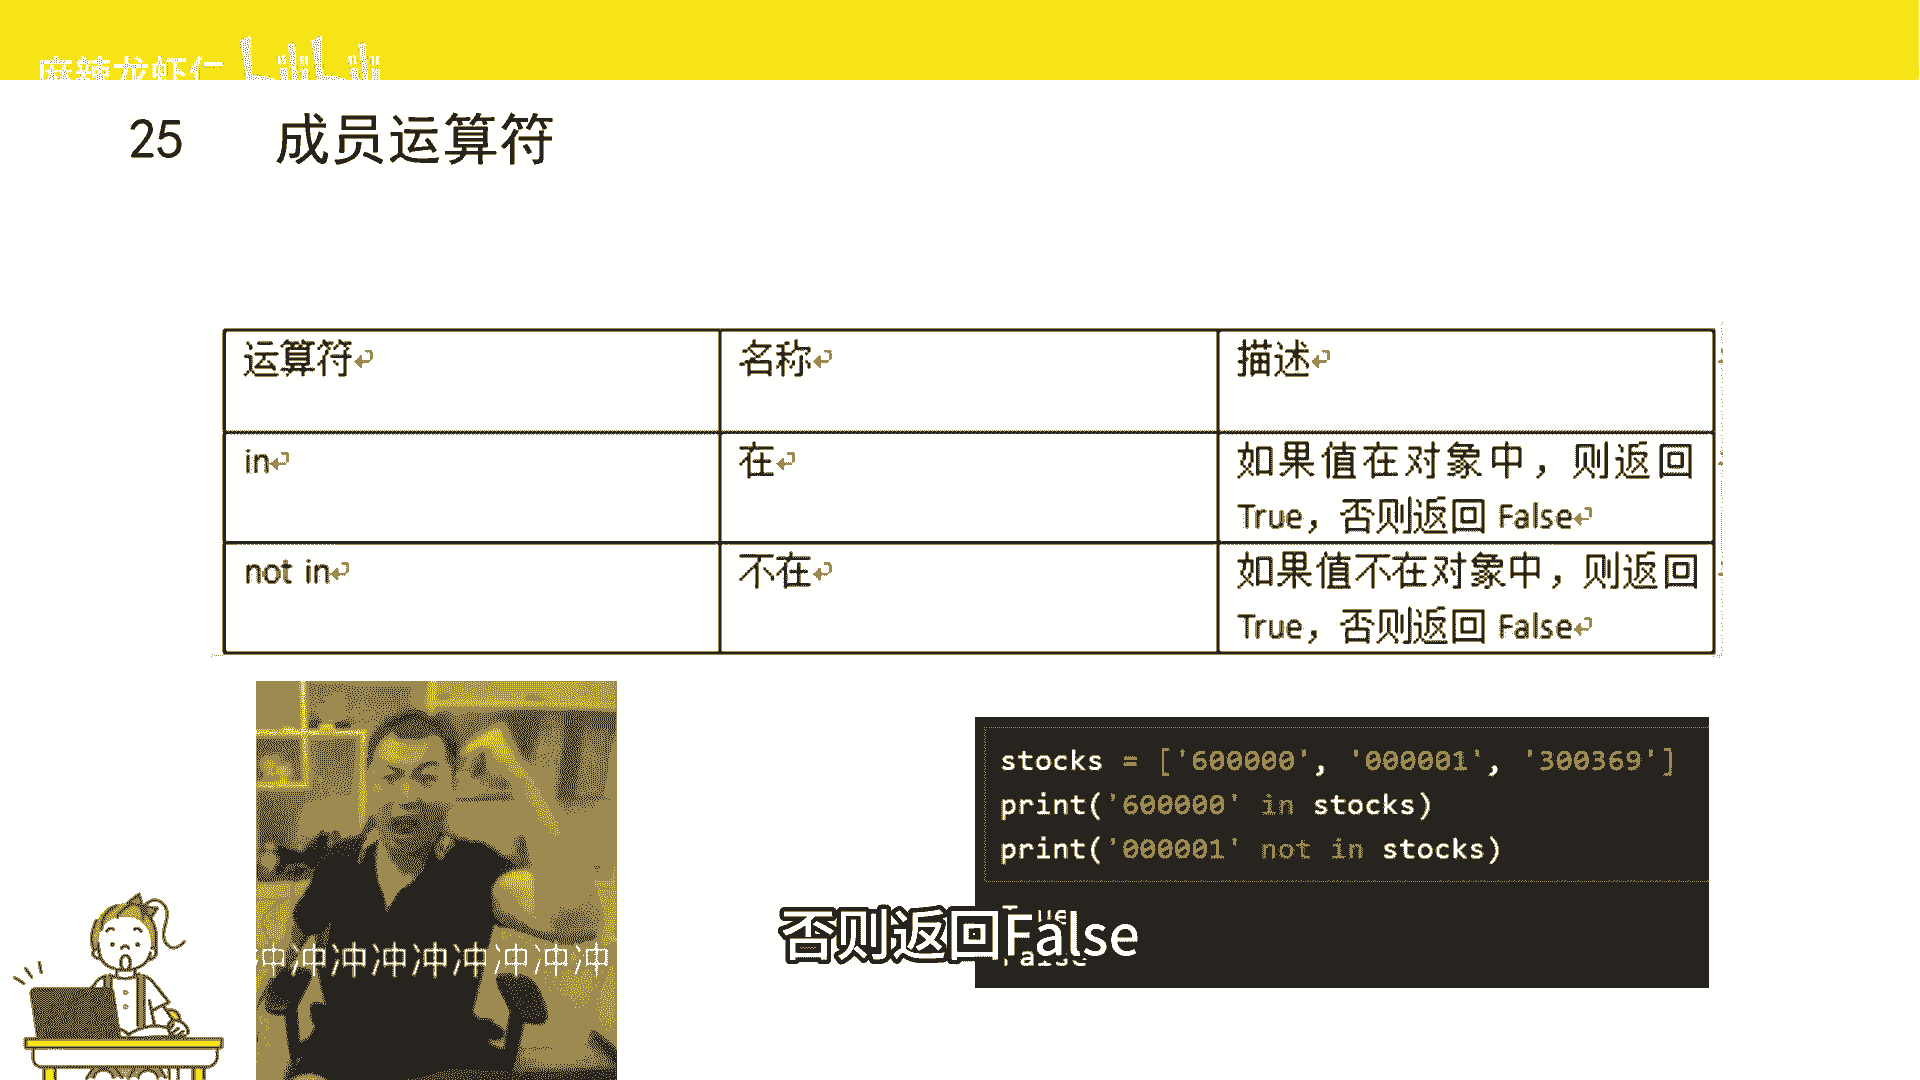 麻辣龙虾仁 bilibili
25 成员运算符
运算符 名称 描述
in 在 如果值在对象中，则返回
True，否则返回 False
not in 不在 如果值不在对象中，则返回
True，否则返回 False
stocks = ['600000', '000001', '300369']
print('600000' in stocks)
print('000001' not in stocks)
True
False
否则返回False
冲冲冲冲冲冲冲冲冲